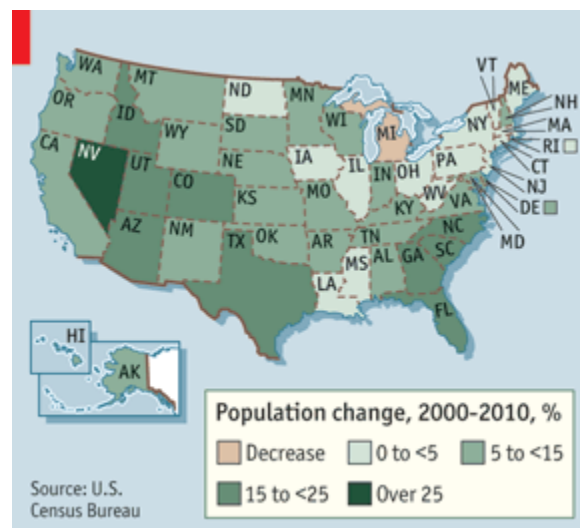 WA
MT
ND
MN
VT
ME
OR
ID
SD
WI
MI
NY
NH
MA
RI
WY
CT
CA
NV
UT
NE
IA
IL
IN
OH
PA
NJ
CO
KS
MO
KY
WV
VA
DE
MD
AZ
NM
TX
OK
AR
TN
NC
SC
MS
AL
GA
LA
FL
HI
AK
Population change, 2000-2010, %
Decrease 0 to <5 5 to <15
15 to <25 Over 25
Source: U.S.
Census Bureau